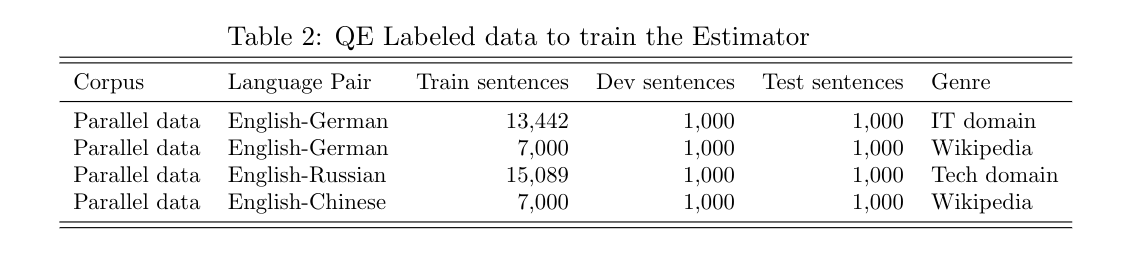 Table 2: QE Labeled data to train the Estimator
Corpus Language Pair Train sentences Dev sentences Test sentences Genre
Parallel data English-German 13,442 1,000 1,000 IT domain
Parallel data English-German 7,000 1,000 1,000 Wikipedia
Parallel data English-Russian 15,089 1,000 1,000 Tech domain
Parallel data English-Chinese 7,000 1,000 1,000 Wikipedia